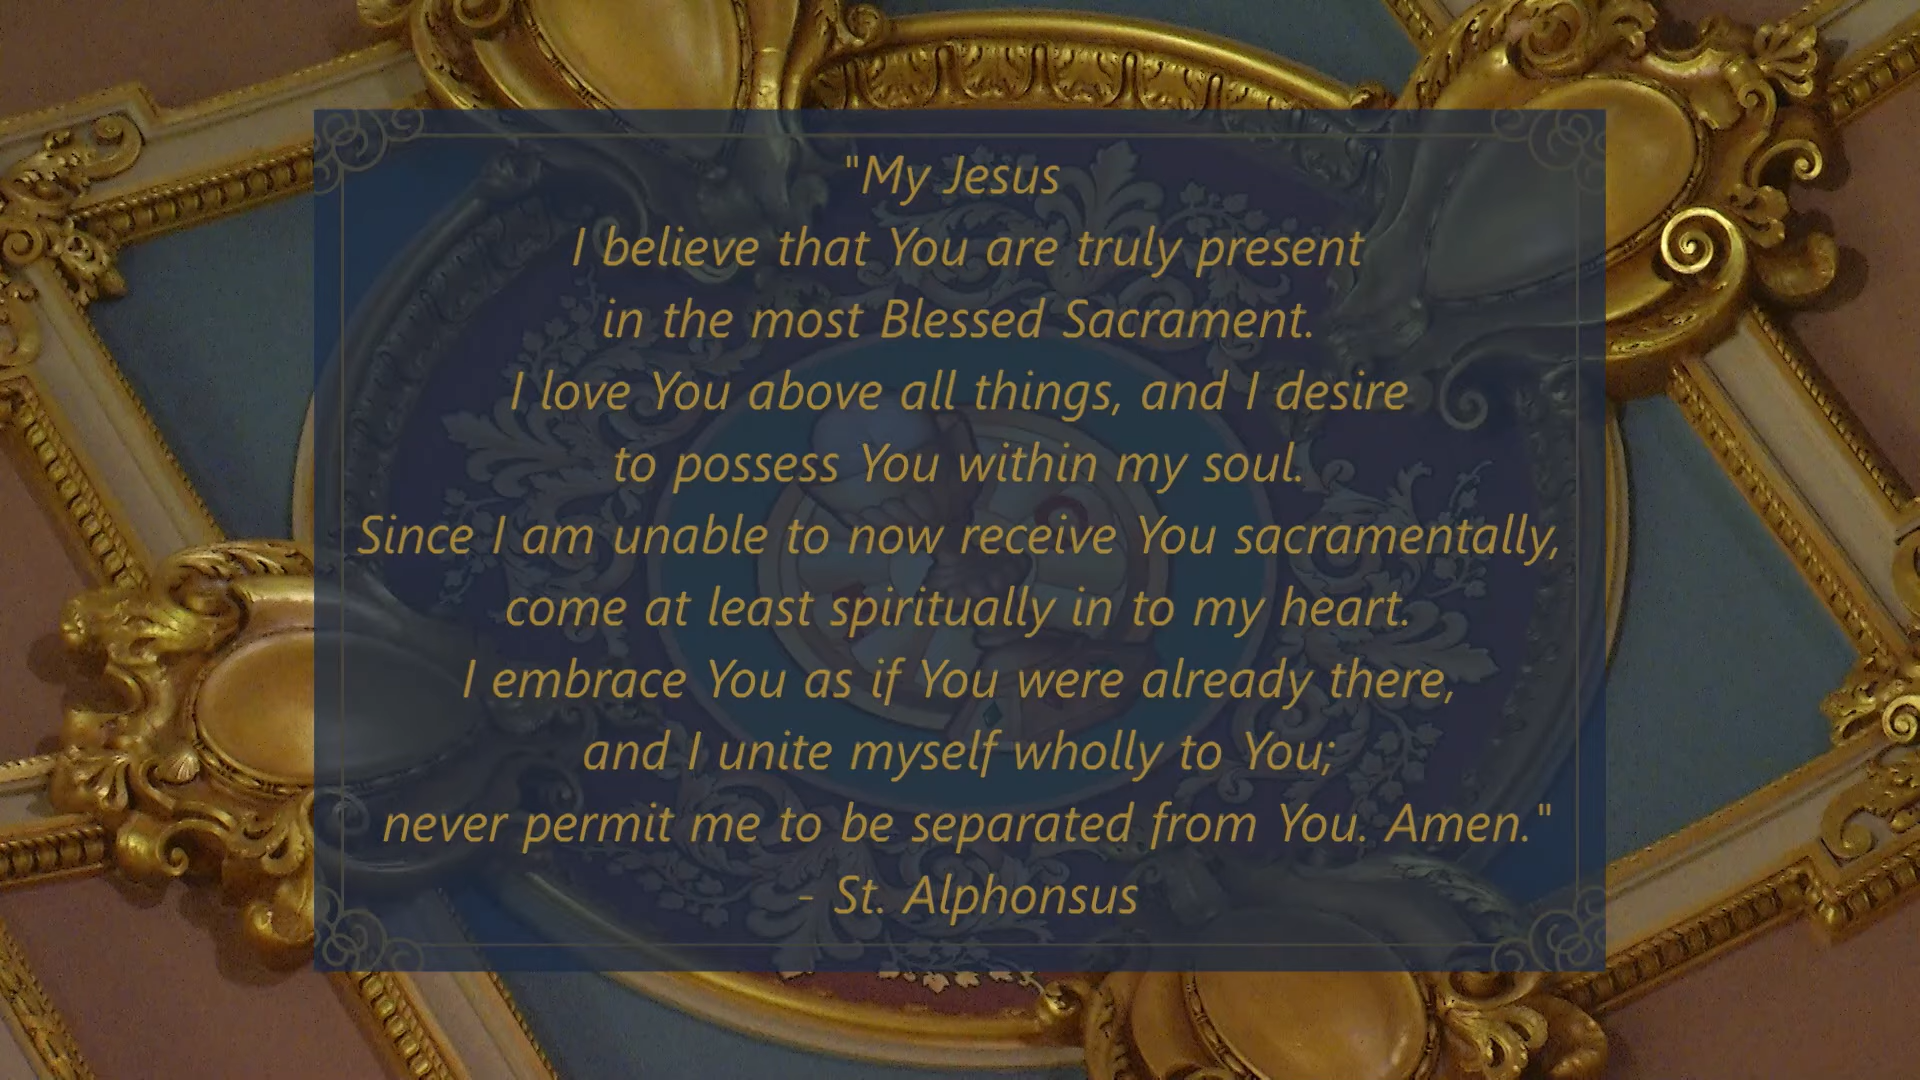 "My Jesus
I believe that You are truly present
in the most Blessed Sacrament.
I love You above all things, and I desire
to possess You within my soul.
Since I am unable to now receive You sacramentally,
come at least spiritually in to my heart.
I embrace You as if You were already there,
and I unite myself wholly to You;
never permit me to be separated from You. Amen."
- St. Alphonsus